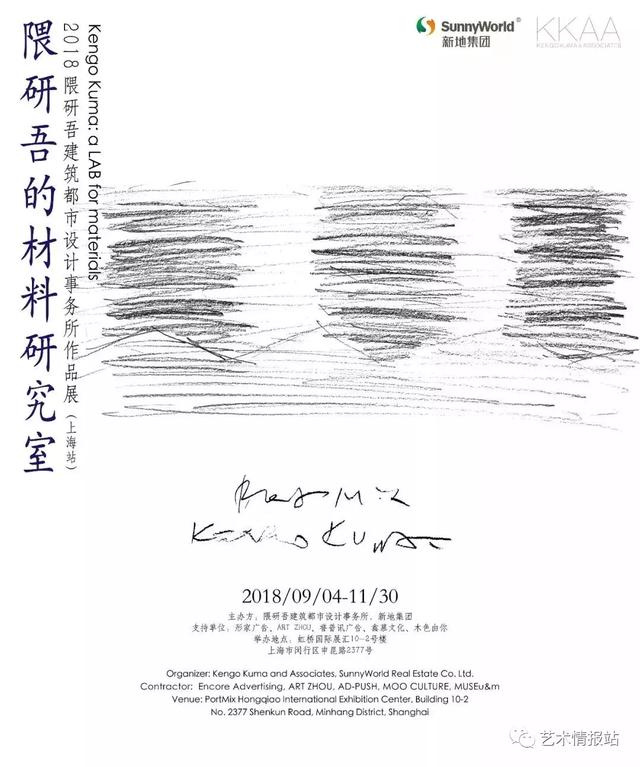 隈研吾的材料研究室
2018隈研吾建筑都市设计事务所作品展（上海站）
Kengo Kuma: a LAB for materials
SunnyWorld®
新地集团
KKAA
KENGO KUMA & ASSOCIATES
PortMix
Kengo Kuma
2018/09/04-11/30
主办方：隈研吾建筑都市设计事务所、新地集团
支持单位：形家广告、ART ZHOU、睿普讯广告、鑫慕文化、木色由你
举办地点：虹桥国际展汇10-2号楼
上海市闵行区申昆路2377号
Organizer: Kengo Kuma and Associates, SunnyWorld Real Estate Co. Ltd.
Contractor: Encore Advertising, ART ZHOU, AD-PUSH, MOO CULTURE, MUSEu&m
Venue: PortMix Hongqiao International Exhibition Center, Building 10-2
No. 2377 Shenkun Road, Minhang District, Shanghai
艺术情报站